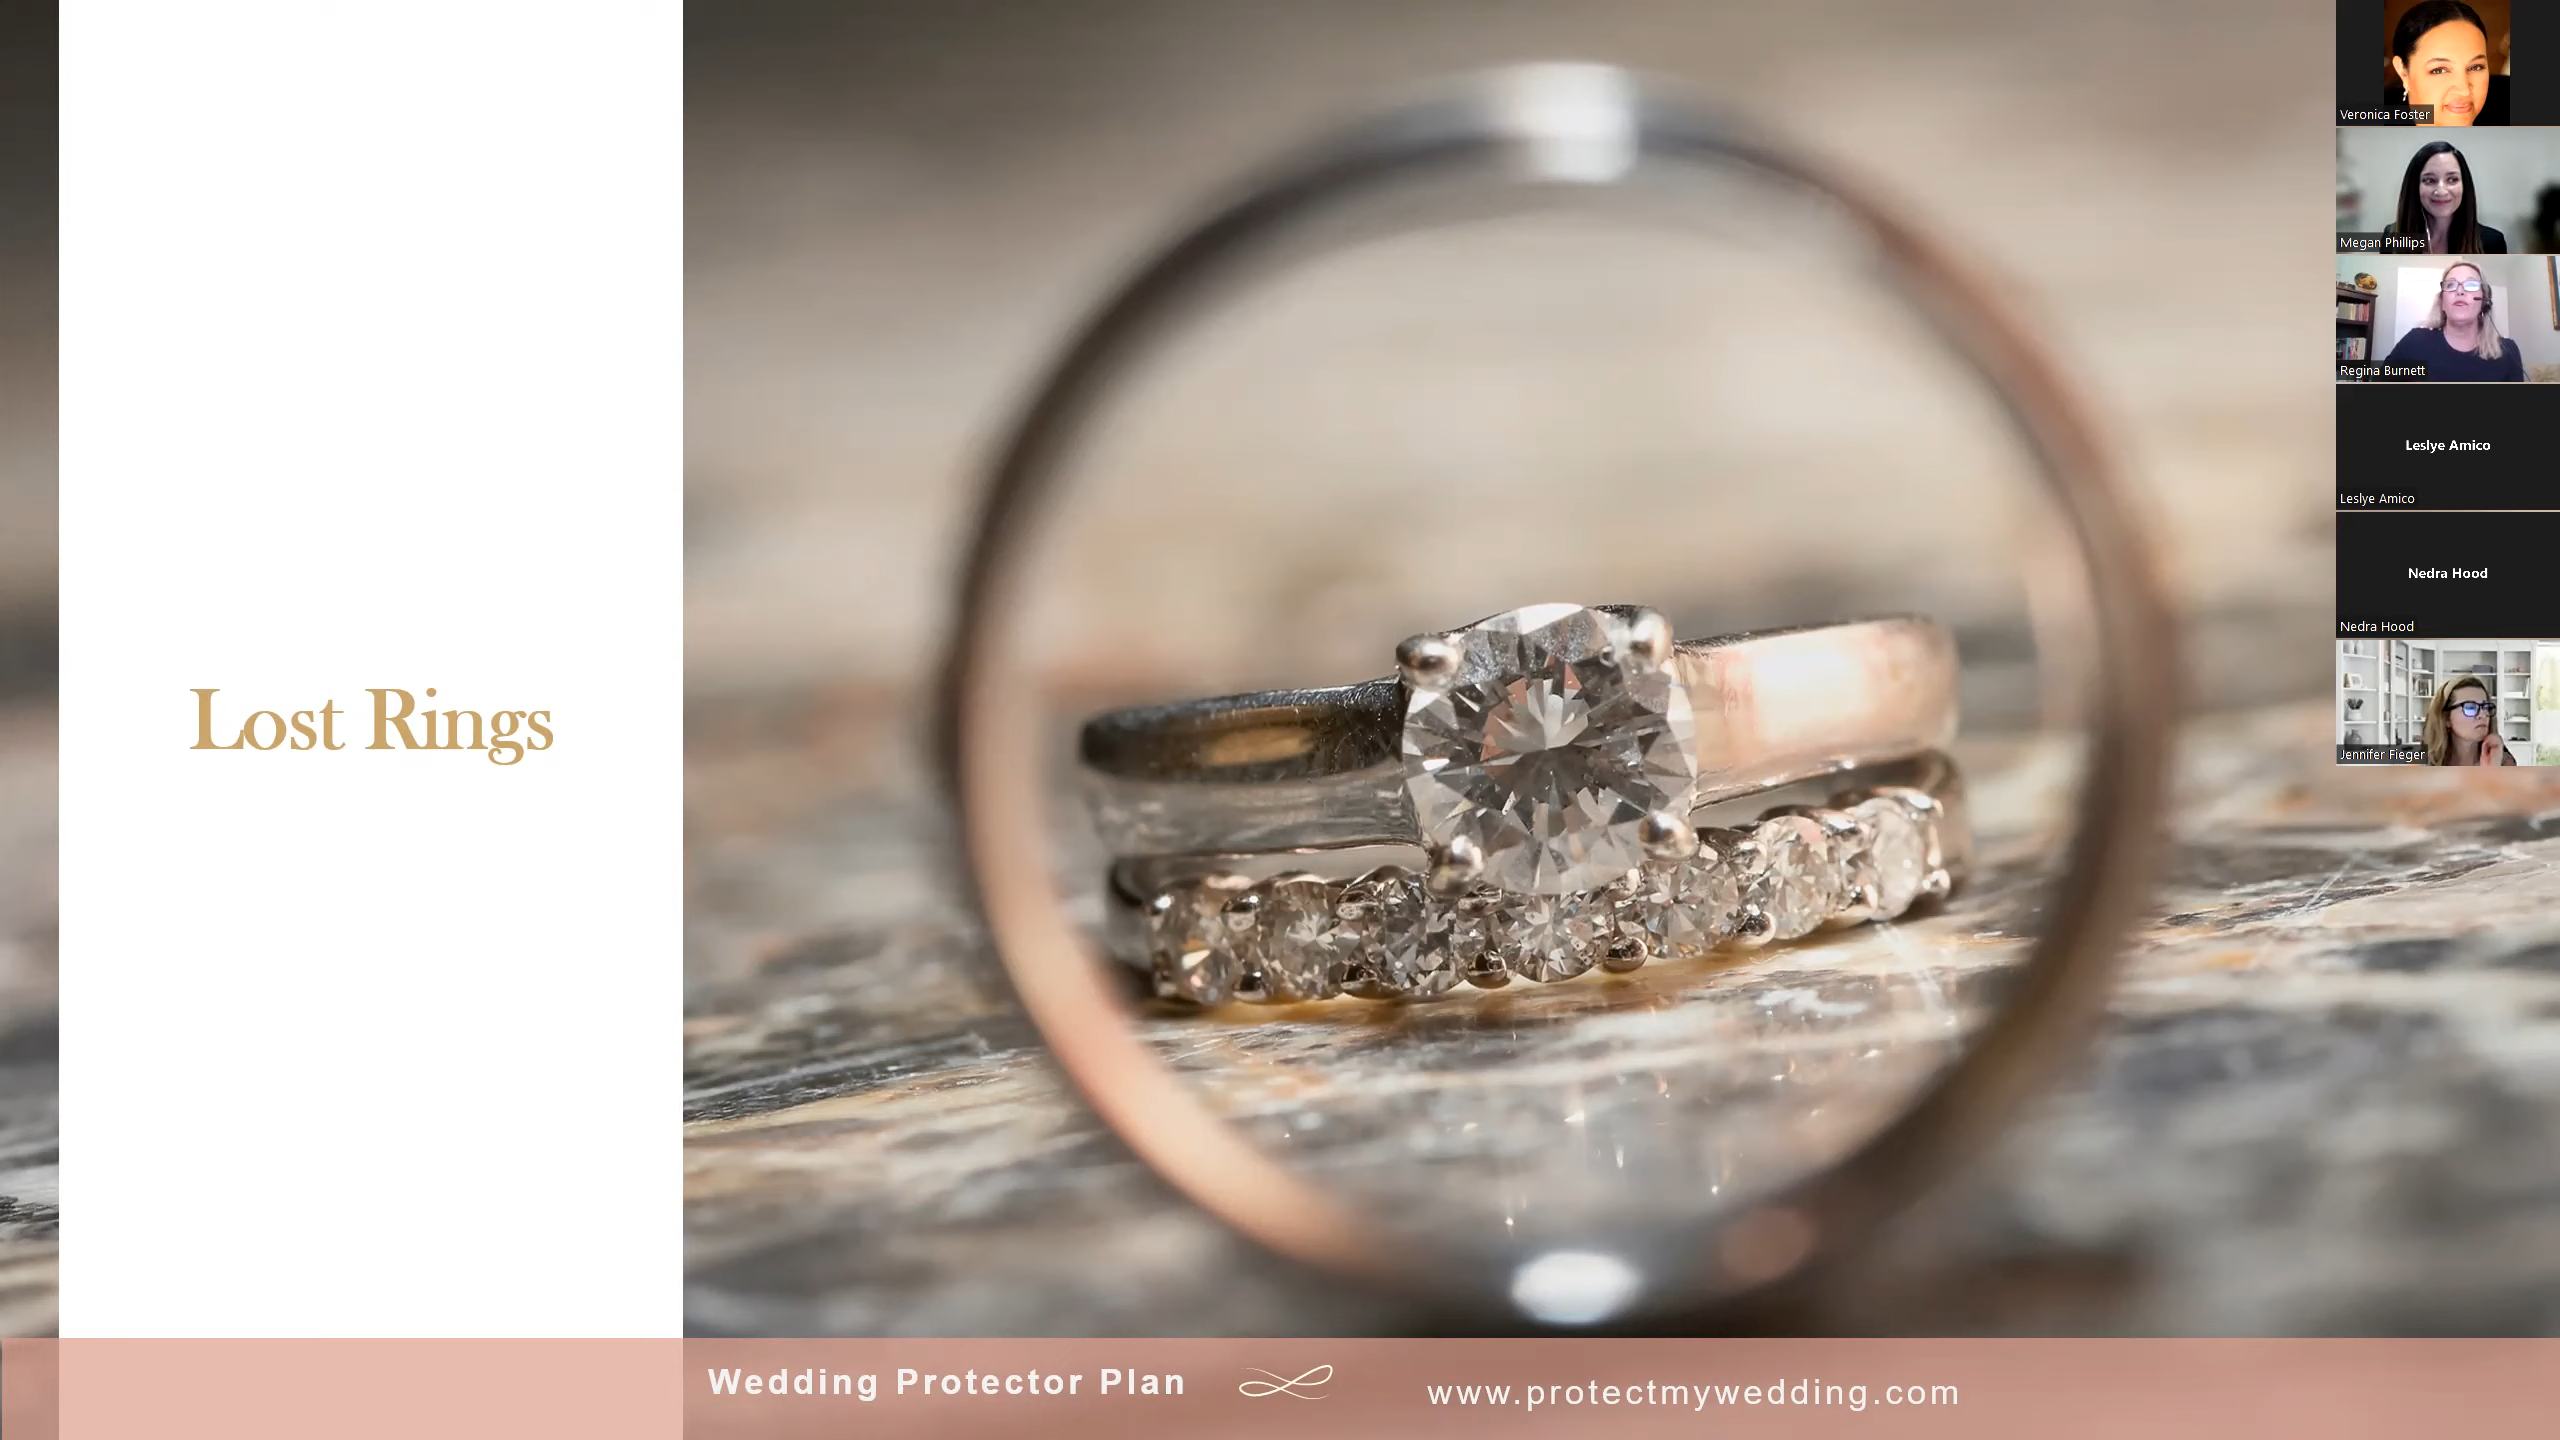 Lost Rings
Wedding Protector Plan
www.protectmywedding.com
Veronica Foster
Megan Phillips
Regina Burnett
Leslye Amico
Leslye Amico
Nedra Hood
Nedra Hood
Jennifer Fieger